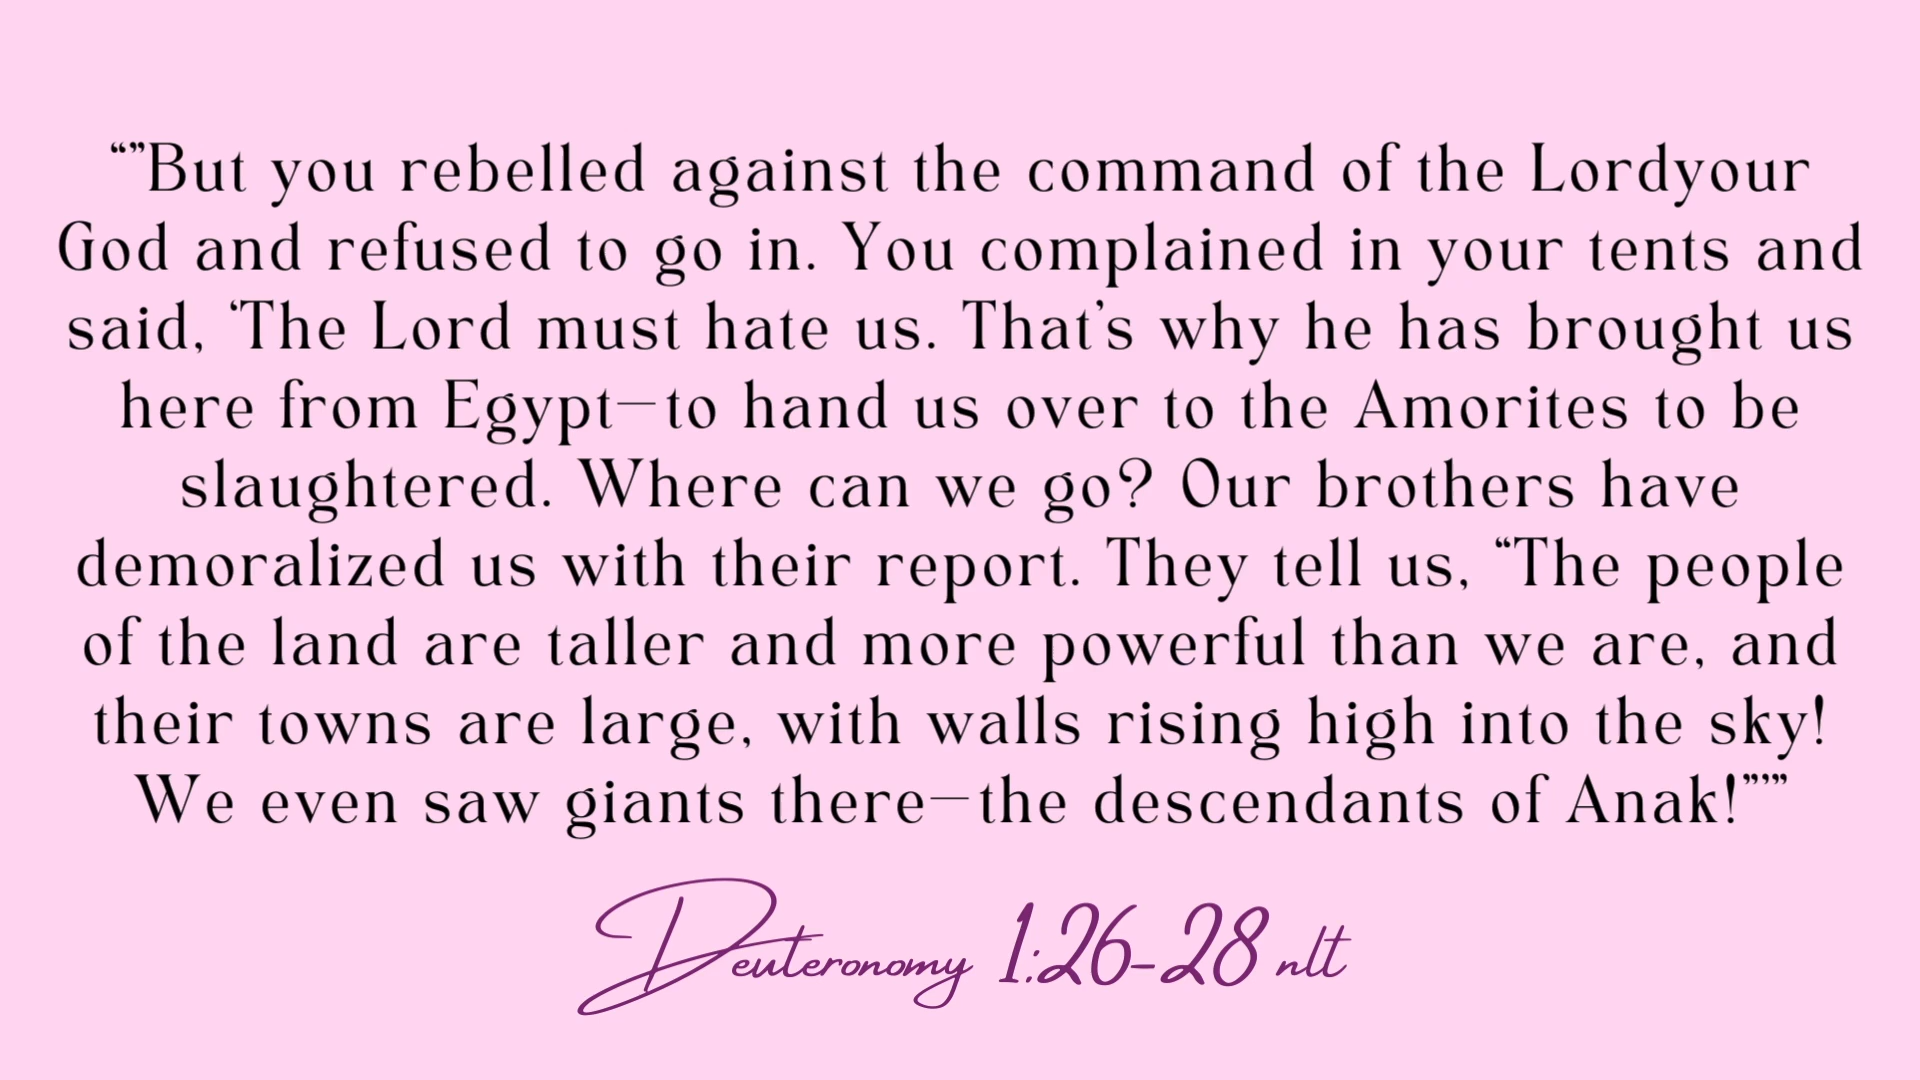 “”But you rebelled against the command of the Lordyour
God and refused to go in. You complained in your tents and
said, ‘The Lord must hate us. That’s why he has brought us
here from Egypt—to hand us over to the Amorites to be
slaughtered. Where can we go? Our brothers have
demoralized us with their report. They tell us, “The people
of the land are taller and more powerful than we are, and
their towns are large, with walls rising high into the sky!
We even saw giants there—the descendants of Anak!”’”
Deuteronomy 1:26-28 nlt